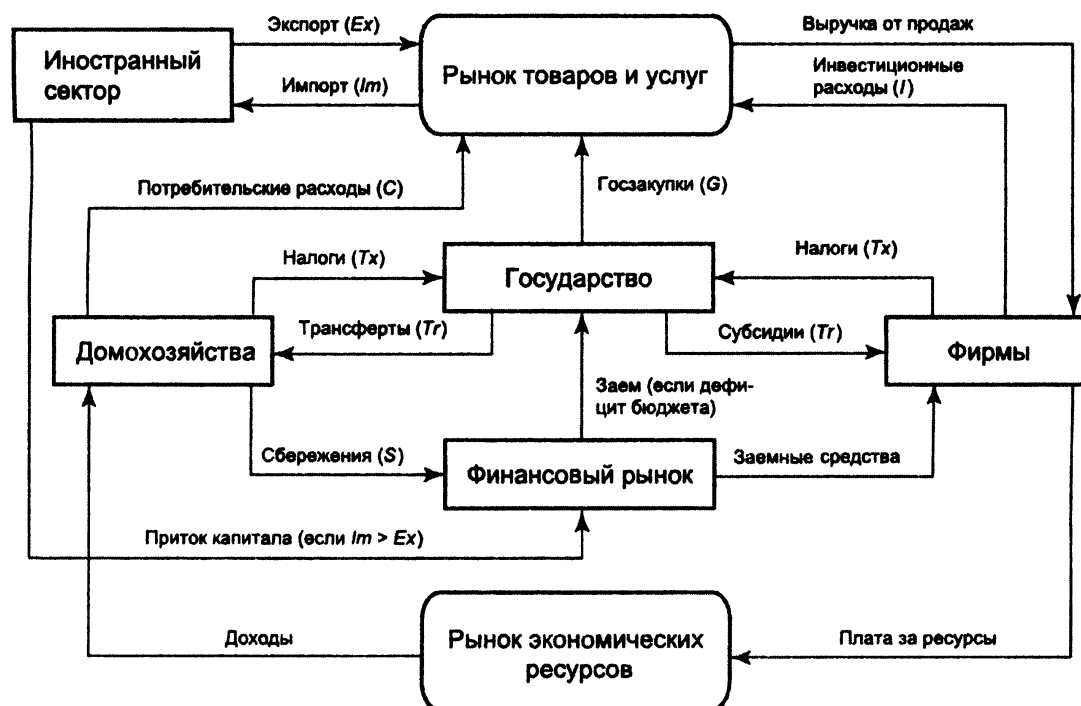 Экспорт (Ex)
Выручка от продаж
Иностранный
сектор
Рынок товаров и услуг
Инвестиционные
расходы (I)
Импорт (Im)
Потребительские расходы (C)
Госзакупки (G)
Налоги (Tx)
Налоги (Tx)
Государство
Трансферты (Tr)
Субсидии (Tr)
Домохозяйства
Фирмы
Заем (если дефи-
цит бюджета)
Сбережения (S)
Заемные средства
Финансовый рынок
Приток капитала (если Im > Ex)
Доходы
Рынок экономических
ресурсов
Плата за ресурсы